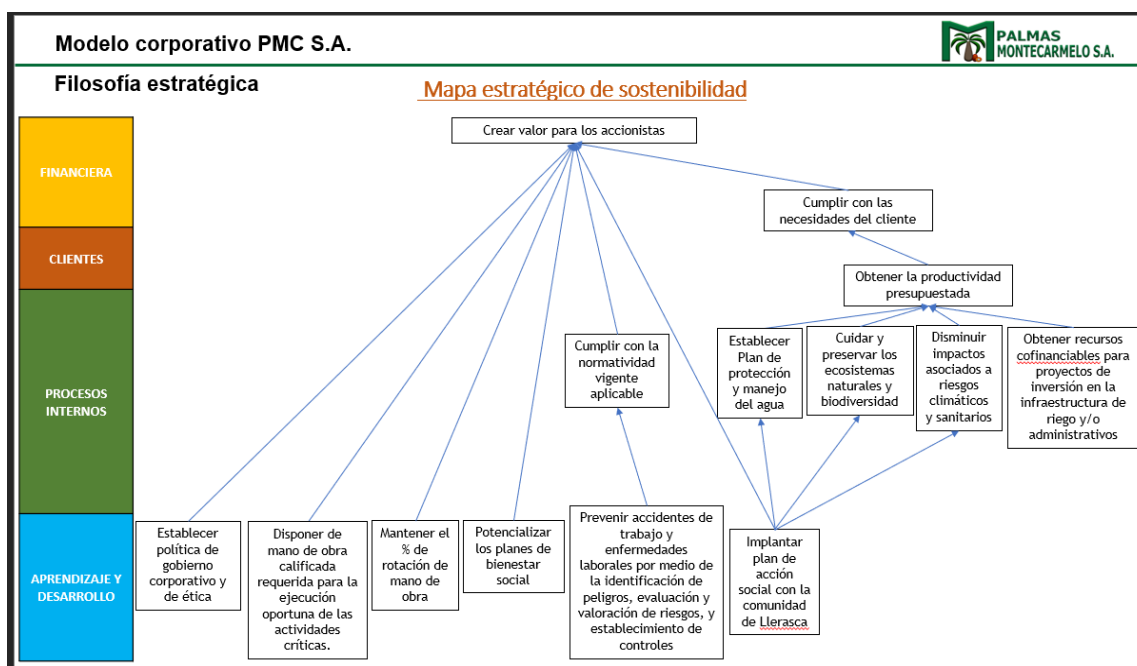 Modelo corporativo PMC S.A.
PALMAS
MONTECARMELO S.A.
Filosofía estratégica
Mapa estratégico de sostenibilidad
FINANCIERA
Crear valor para los accionistas
Cumplir con las
necesidades del cliente
CLIENTES
Obtener la productividad
presupuestada
PROCESOS
INTERNOS
Cumplir con la
normatividad
vigente
aplicable
Establecer
Plan de
protección
y manejo
del agua
Cuidar y
preservar los
ecosistemas
naturales y
biodiversidad
Disminuir
impactos
asociados a
riesgos
climáticos
y sanitarios
Obtener recursos
cofinanciables para
proyectos de
inversión en la
infraestructura de
riego y/o
administrativos
APRENDIZAJE Y
DESARROLLO
Establecer
política de
gobierno
corporativo y
de ética
Disponer de
mano de obra
calificada
requerida para la
ejecución
oportuna de las
actividades
críticas.
Mantener el
% de
rotación de
mano de
obra
Potencializar
los planes de
bienestar
social
Prevenir accidentes de
trabajo y
enfermedades
laborales por medio de
la identificación de
peligros, evaluación y
valoración de riesgos, y
establecimiento de
controles
Implantar
plan de
acción
social con la
comunidad
de Llerasca